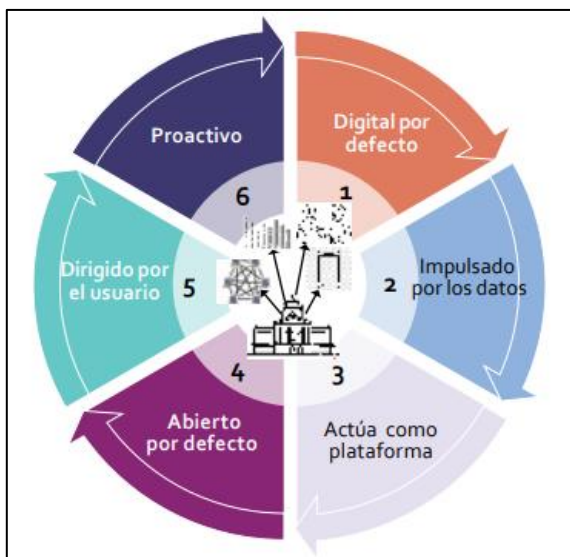 Digital por
defecto
1
Impulsado
por los datos
2
3
Actúa como
plataforma
4
Abierto
por defecto
Dirigido por
el usuario
5
Proactivo
6